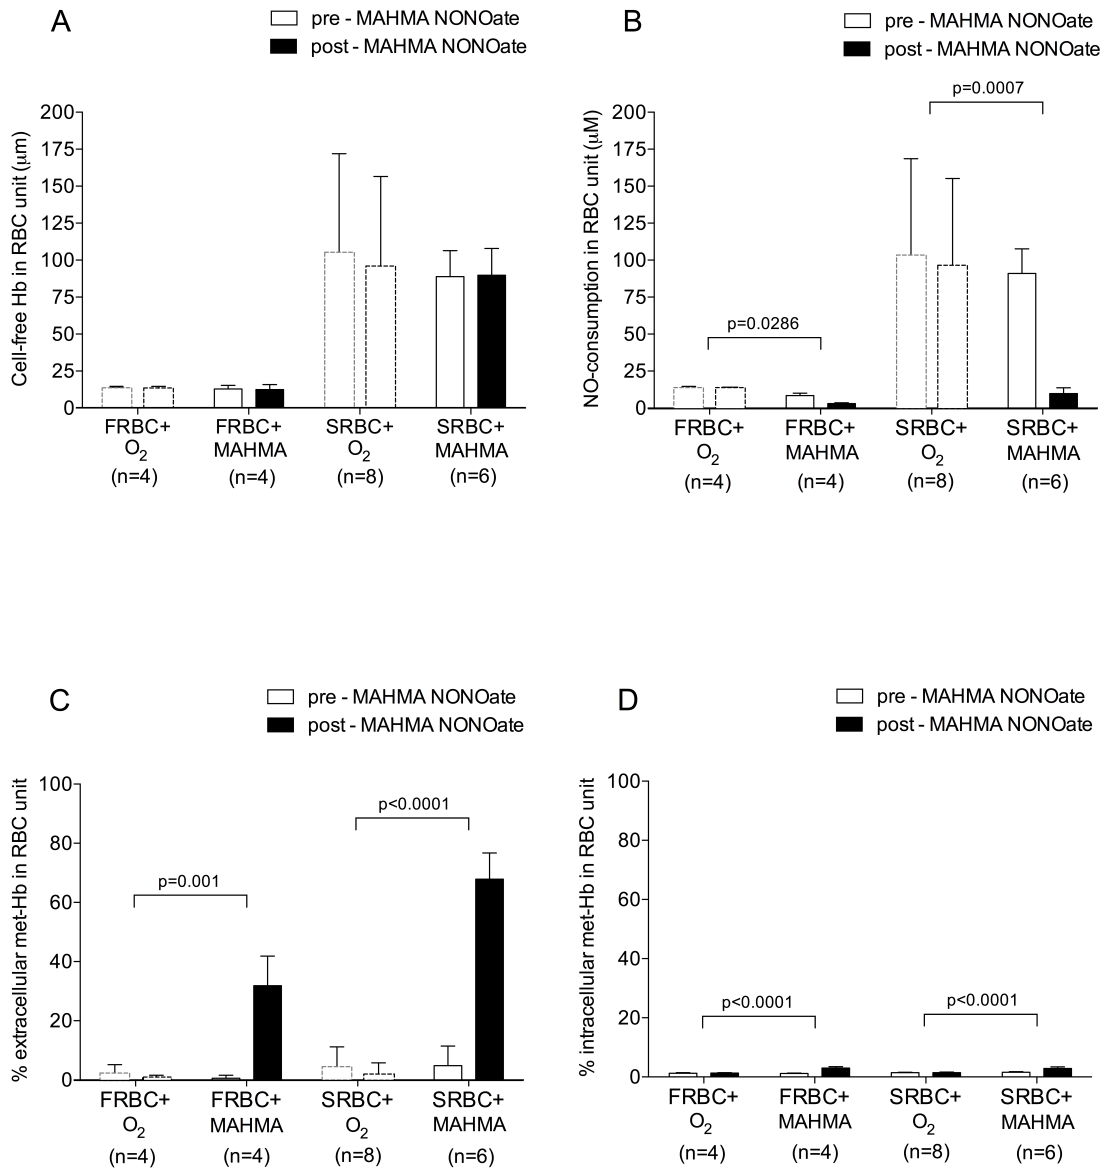 A
pre - MAHMA NONOate
post - MAHMA NONOate
Cell-free Hb in RBC unit (μm)
200
175
150
125
100
75
50
25
0
FRBC+ FRBC+ SRBC+ SRBC+
O2 MAHMA O2 MAHMA
(n=4) (n=4) (n=8) (n=6)
B
pre - MAHMA NONOate
post - MAHMA NONOate
NO-consumption in RBC unit (μM)
p=0.0007
200
175
150
125
100
75
50
25
0
p=0.0286
FRBC+ FRBC+ SRBC+ SRBC+
O2 MAHMA O2 MAHMA
(n=4) (n=4) (n=8) (n=6)
C
pre - MAHMA NONOate
post - MAHMA NONOate
% extracellular met-Hb in RBC unit
100
80
60
40
20
0
p<0.0001
p=0.001
FRBC+ FRBC+ SRBC+ SRBC+
O2 MAHMA O2 MAHMA
(n=4) (n=4) (n=8) (n=6)
D
pre - MAHMA NONOate
post - MAHMA NONOate
% intracellular met-Hb in RBC unit
100
80
60
40
20
0
p<0.0001 p<0.0001
FRBC+ FRBC+ SRBC+ SRBC+
O2 MAHMA O2 MAHMA
(n=4) (n=4) (n=8) (n=6)